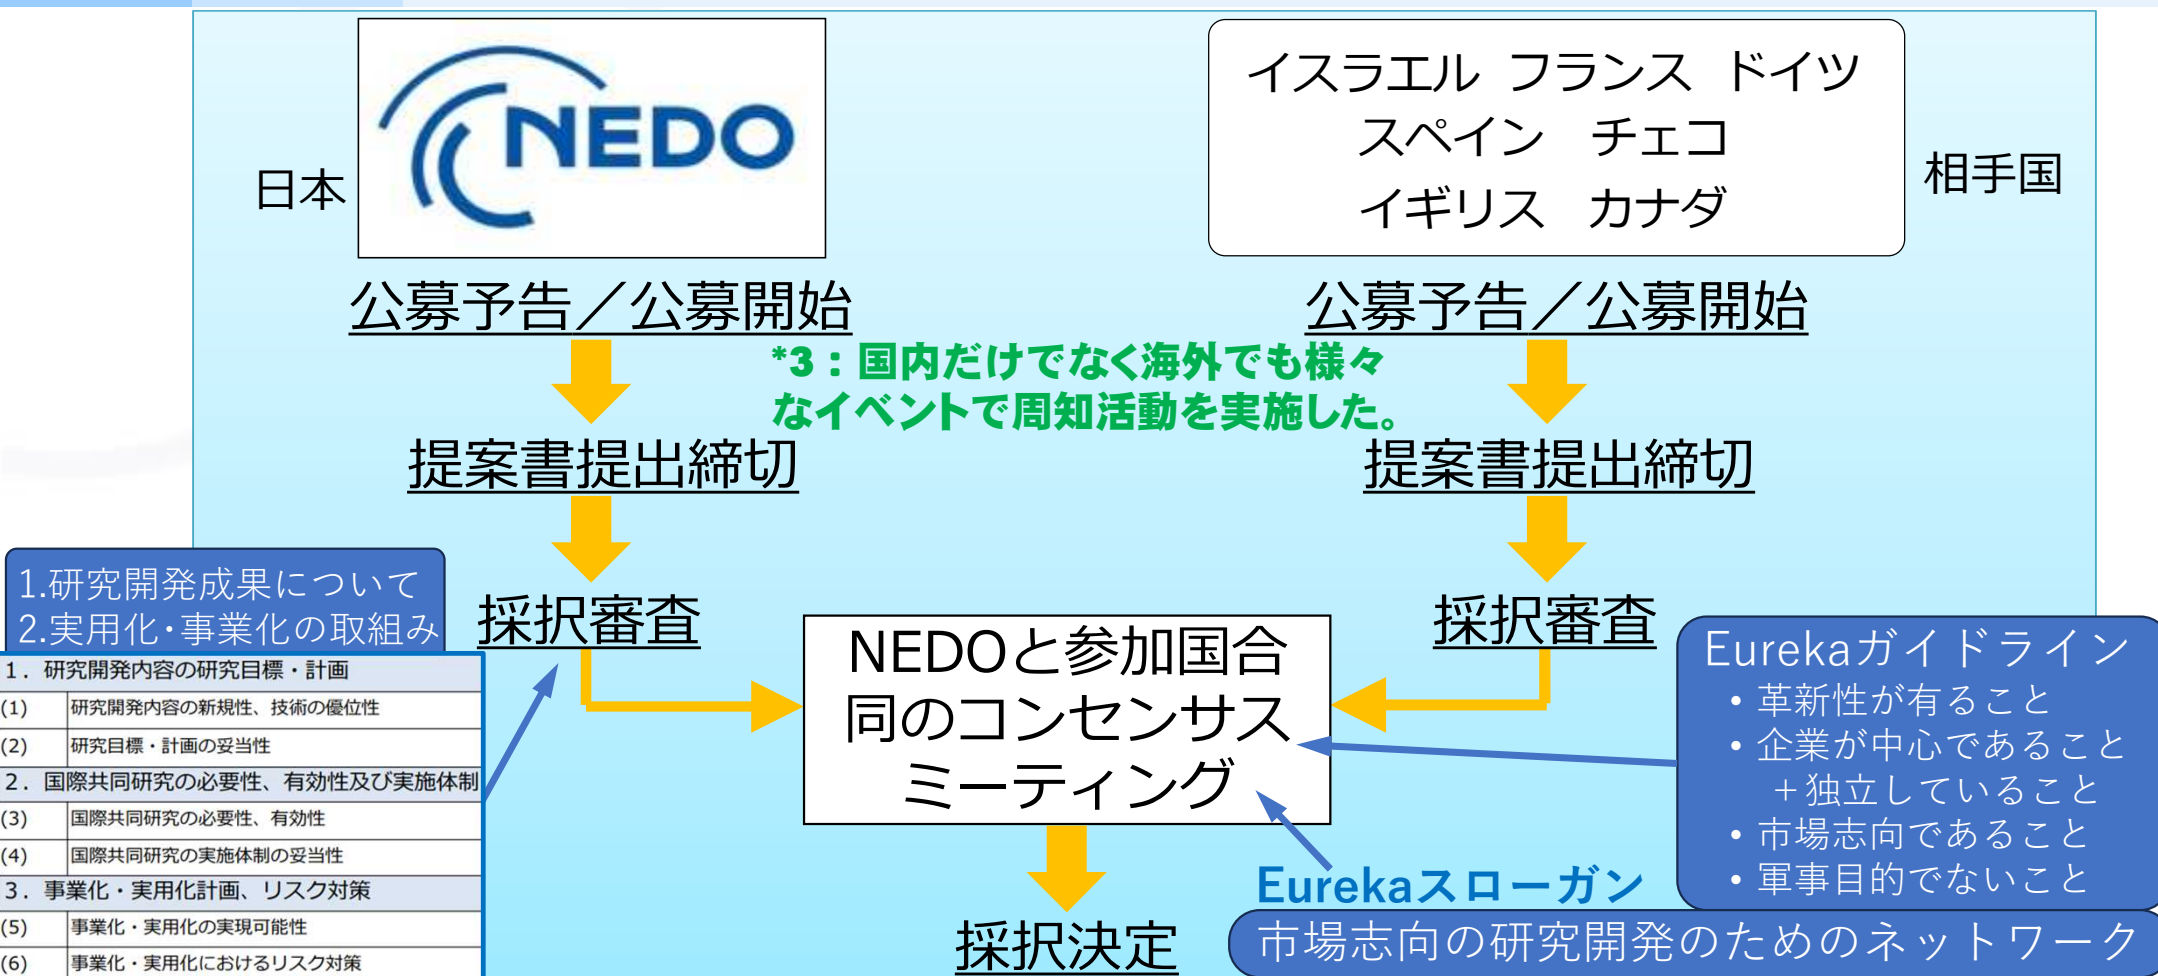 NEDO
日本
イスラエル フランス ドイツ
スペイン チェコ
イギリス カナダ
相手国
公募予告／公募開始
公募予告／公募開始
*3：国内だけでなく海外でも様々
なイベントで周知活動を実施した。
提案書提出締切
提案書提出締切
採択審査
採択審査
1.研究開発成果について
2.実用化・事業化の取組み
1．研究開発内容の研究目標・計画
(1) 研究開発内容の新規性、技術の優位性
(2) 研究目標・計画の妥当性
2．国際共同研究の必要性、有効性及び実施体制
(3) 国際共同研究の必要性、有効性
(4) 国際共同研究の実施体制の妥当性
3．事業化・実用化計画、リスク対策
(5) 事業化・実用化の実現可能性
(6) 事業化・実用化におけるリスク対策
NEDOと参加国合
同のコンセンサス
ミーティング
Eurekaガイドライン
・革新性が有ること
・企業が中心であること
＋独立していること
・市場志向であること
・軍事目的でないこと
Eurekaスローガン
市場志向の研究開発のためのネットワーク
採択決定